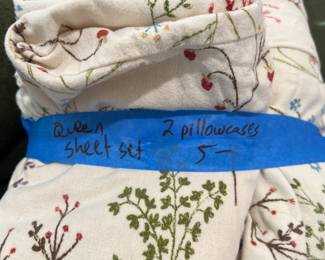 Queen 2 pillowcases
sheet set 5-